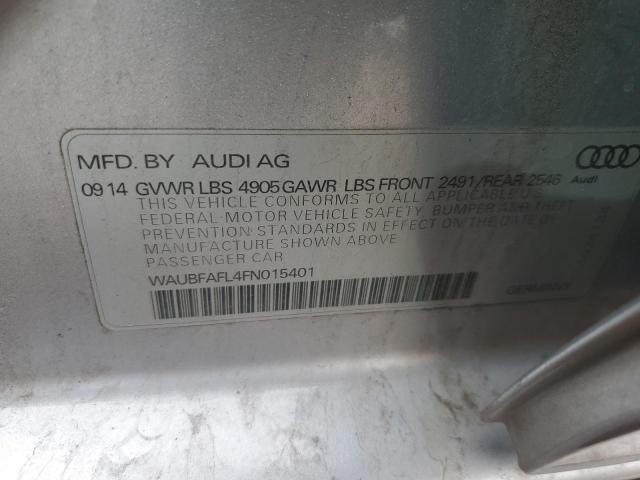 MFD. BY AUDI AG
09 14 GVWR LBS 4905 GAWR LBS FRONT 2491/REAR 2546
THIS VEHICLE CONFORMS TO ALL APPLICABLE U.S.
FEDERAL MOTOR VEHICLE SAFETY, BUMPER AND THEFT
PREVENTION STANDARDS IN EFFECT ON THE DATE OF
MANUFACTURE SHOWN ABOVE
PASSENGER CAR
WAUBFAFL4FN015401
Audi
GERMANY